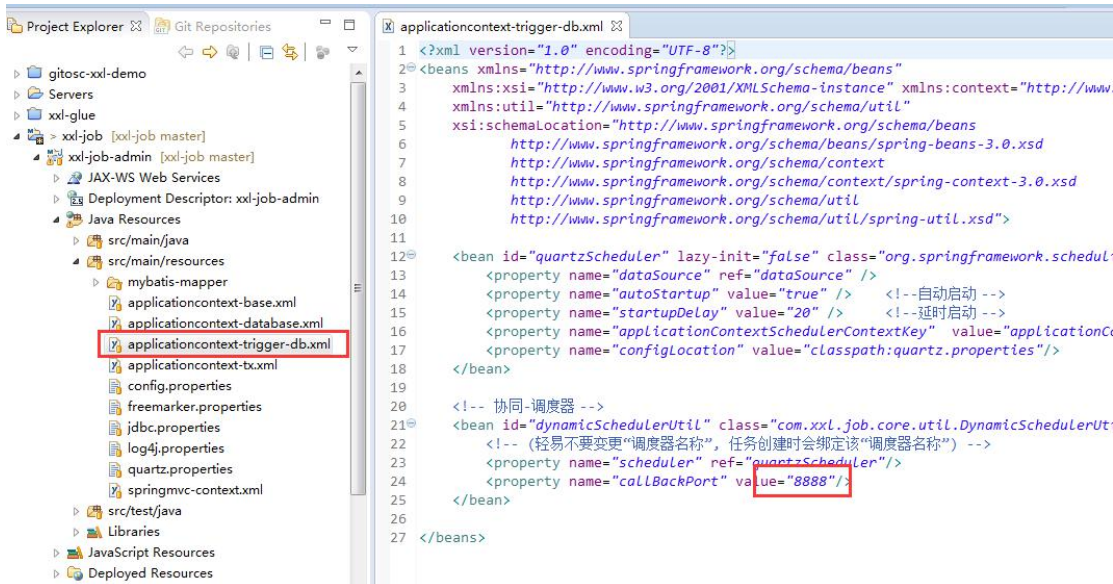 Project Explorer
Git Repositories
gitosc-xxl-demo
Servers
xxl-glue
> xxl-job [xxl-job master]
xxl-job-admin [xxl-job master]
JAX-WS Web Services
Deployment Descriptor: xxl-job-admin
Java Resources
src/main/java
src/main/resources
mybatis-mapper
applicationcontext-base.xml
applicationcontext-database.xml
applicationcontext-trigger-db.xml
applicationcontext-tx.xml
config.properties
freemarker.properties
jdbc.properties
log4j.properties
quartz.properties
springmvc-context.xml
src/test/java
Libraries
JavaScript Resources
Deployed Resources
applicationcontext-trigger-db.xml
1 <?xml version="1.0" encoding="UTF-8"?>
2 <beans xmlns="http://www.springframework.org/schema/beans"
3 xmlns:xsi="http://www.w3.org/2001/XMLSchema-instance" xmlns:context="http://www.
4 xmlns:util="http://www.springframework.org/schema/util"
5 xsi:schemaLocation="http://www.springframework.org/schema/beans
6 http://www.springframework.org/schema/beans/spring-beans-3.0.xsd
7 http://www.springframework.org/schema/context
8 http://www.springframework.org/schema/context/spring-context-3.0.xsd
9 http://www.springframework.org/schema/util
10 http://www.springframework.org/schema/util/spring-util.xsd">
11
12 <bean id="quartzScheduler" lazy-init="false" class="org.springframework.schedul
13 <property name="dataSource" ref="dataSource" />
14 <property name="autoStartup" value="true" /> <!--自动启动 -->
15 <property name="startupDelay" value="20" /> <!--延时启动 -->
16 <property name="applicationContextSchedulerContextKey" value="applicationCo
17 <property name="configLocation" value="classpath:quartz.properties"/>
18 </bean>
19
20 <!-- 协同-调度器 -->
21 <bean id="dynamicSchedulerUtil" class="com.xxl.job.core.util.DynamicSchedulerUt
22 <!-- (轻易不要变更“调度器名称”, 任务创建时会绑定该“调度器名称”) -->
23 <property name="scheduler" ref="quartzScheduler"/>
24 <property name="callBackPort" value="8888"/>
25 </bean>
26
27 </beans>